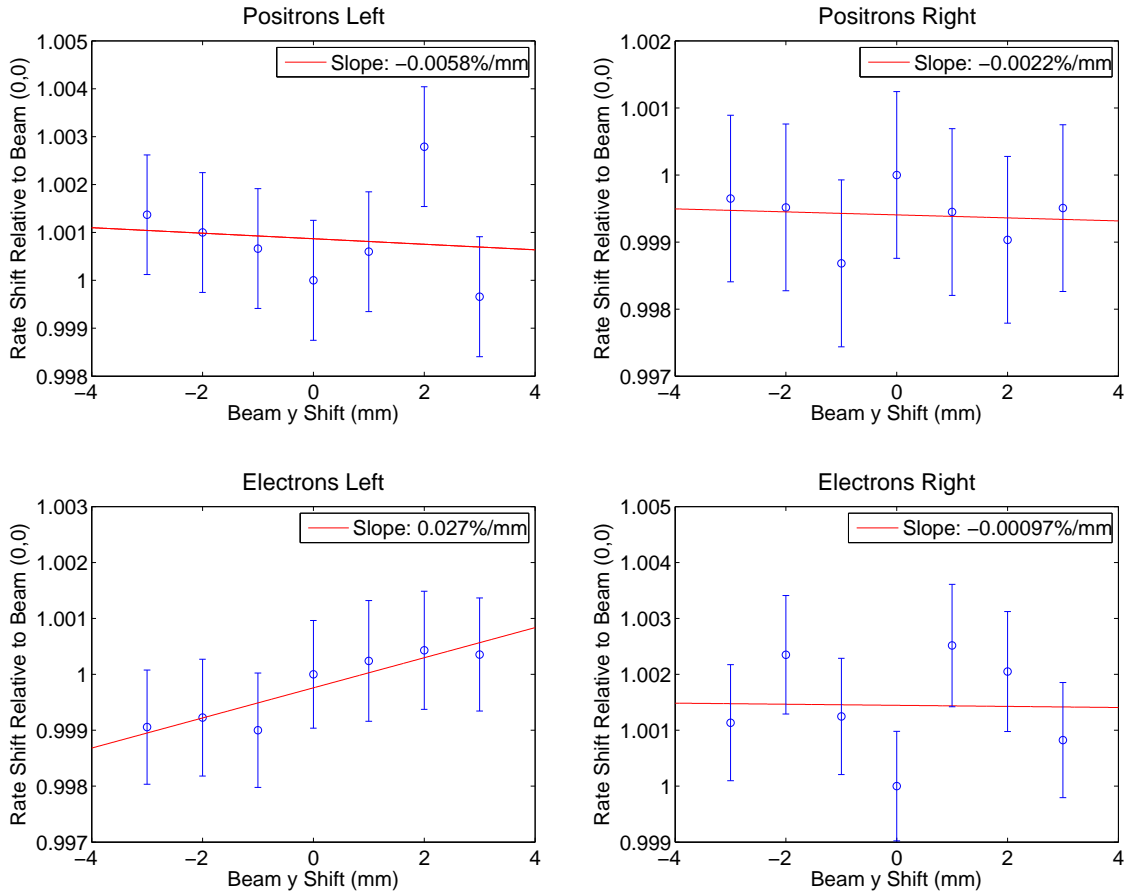 Positrons Left
Slope: −0.0058%/mm
Rate Shift Relative to Beam (0,0)
1.005
1.004
1.003
1.002
1.001
1
0.999
0.998
−4 −2 0 2 4
Beam y Shift (mm)
Positrons Right
Slope: −0.0022%/mm
Rate Shift Relative to Beam (0,0)
1.002
1.001
1
0.999
0.998
0.997
−4 −2 0 2 4
Beam y Shift (mm)
Electrons Left
Slope: 0.027%/mm
Rate Shift Relative to Beam (0,0)
1.003
1.002
1.001
1
0.999
0.998
0.997
−4 −2 0 2 4
Beam y Shift (mm)
Electrons Right
Slope: −0.00097%/mm
Rate Shift Relative to Beam (0,0)
1.005
1.004
1.003
1.002
1.001
1
0.999
−4 −2 0 2 4
Beam y Shift (mm)